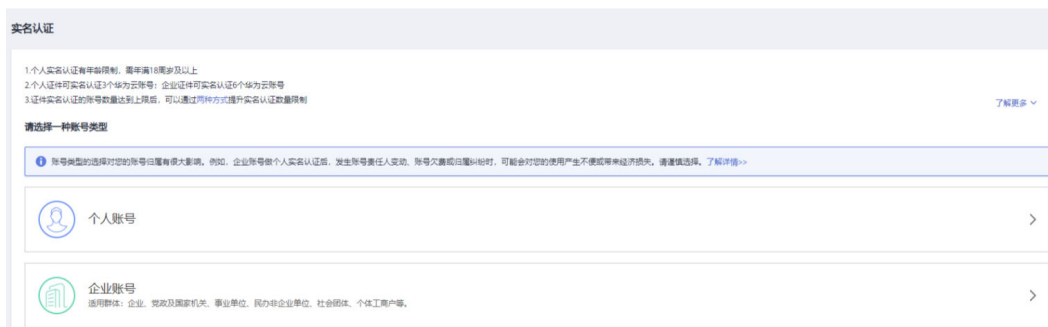 实名认证
1.个人实名认证有年龄限制，需年满18周岁及以上
2.个人证件可实名认证3个华为云账号；企业证件可实名认证6个华为云账号
3.证件实名认证的账号数量达到上限后，可以通过两种方式提升实名认证数量限制
了解更多
请选择一种账号类型
账号类型的选择对您的账号归属有很大影响。例如，企业账号做个人实名认证后，发生账号责任人变动、账号欠费或归属纠纷时，可能会对您的使用产生不便或带来经济损失。请谨慎选择。了解详情>>
个人账号
企业账号
适用群体：企业、党政及国家机关、事业单位、民办非企业单位、社会团体、个体工商户等。